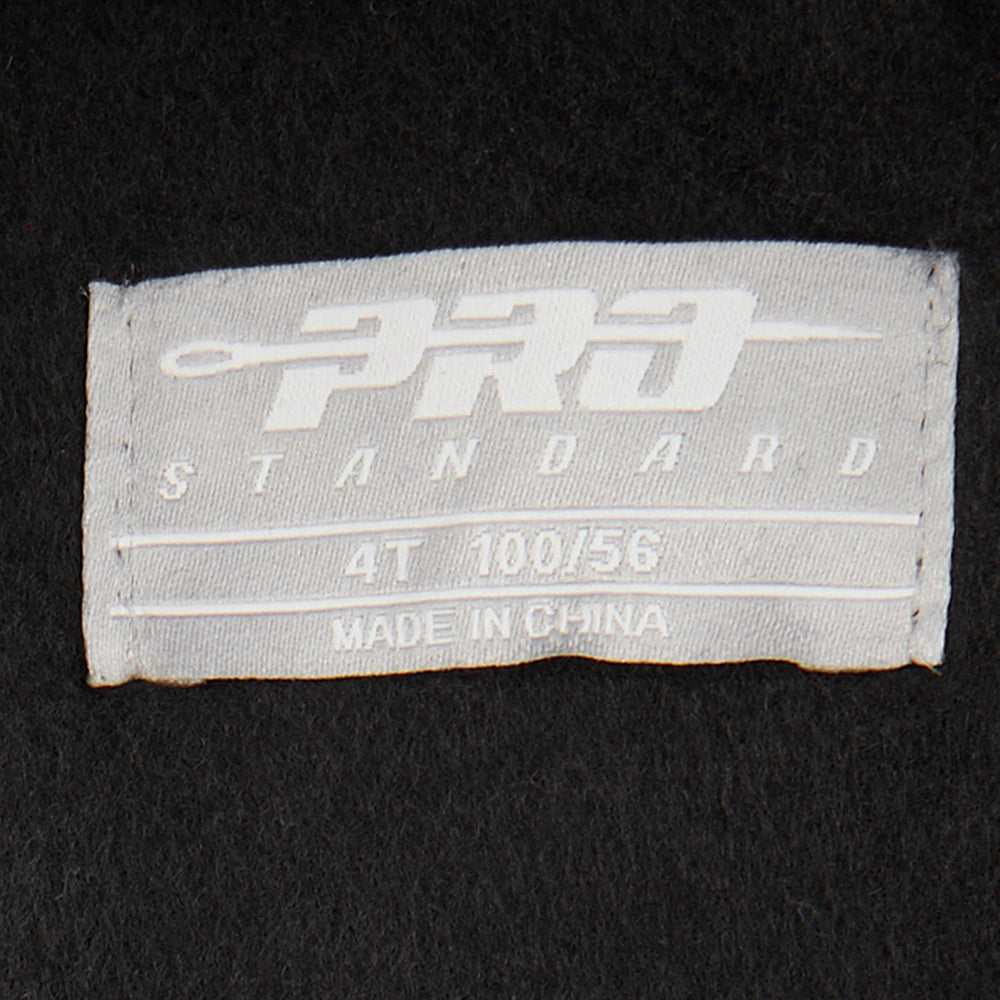 PRO
STANDARD
4T 100/56
MADE IN CHINA